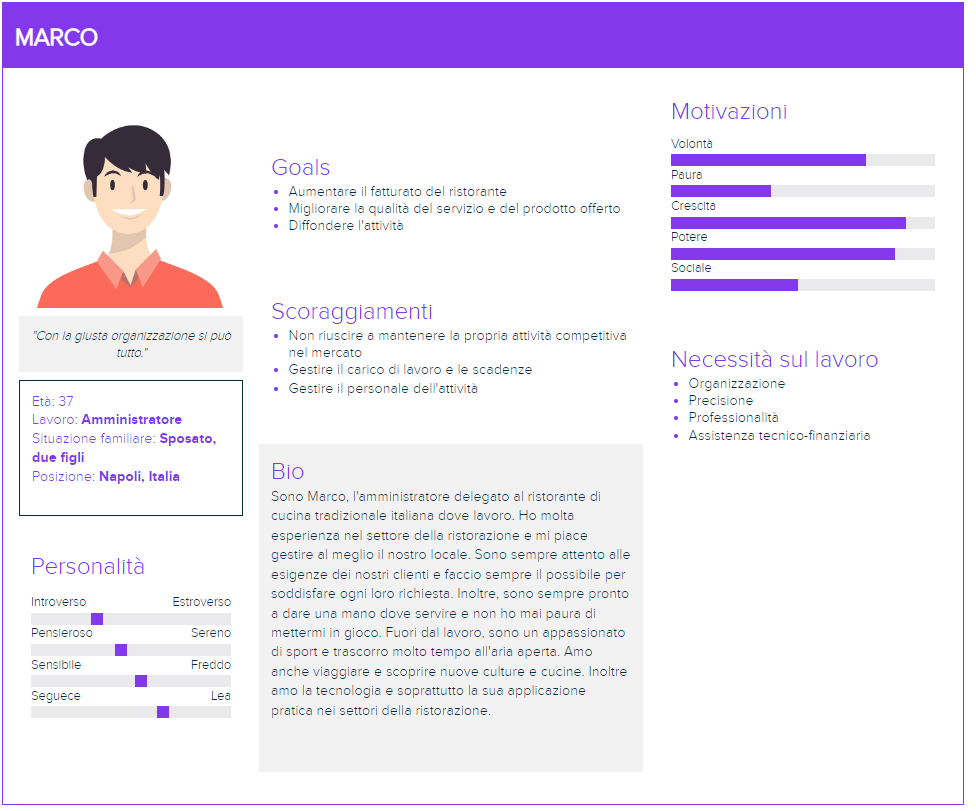 MARCO
"Con la giusta organizzazione si può
tutto."
Età: 37
Lavoro: Amministratore
Situazione familiare: Sposato,
due figli
Posizione: Napoli, Italia
Personalità
Introverso Estroverso
Pensieroso Sereno
Sensibile Freddo
Seguece Lea
Goals
Aumentare il fatturato del ristorante
Migliorare la qualità del servizio e del prodotto offerto
Diffondere l'attività
Scoraggiamenti
Non riuscire a mantenere la propria attività competitiva
nel mercato
Gestire il carico di lavoro e le scadenze
Gestire il personale dell'attività
Bio
Sono Marco, l'amministratore delegato al ristorante di
cucina tradizionale italiana dove lavoro. Ho molta
esperienza nel settore della ristorazione e mi piace
gestire al meglio il nostro locale. Sono sempre attento alle
esigenze dei nostri clienti e faccio sempre il possibile per
soddisfare ogni loro richiesta. Inoltre, sono sempre pronto
a dare una mano dove servire e non ho mai paura di
mettermi in gioco. Fuori dal lavoro, sono un appassionato
di sport e trascorro molto tempo all'aria aperta. Amo
anche viaggiare e scoprire nuove culture e cucine. Inoltre
amo la tecnologia e soprattutto la sua applicazione
pratica nei settori della ristorazione.
Motivazioni
Volontà
Paura
Crescita
Potere
Sociale
Necessità sul lavoro
Organizzazione
Precisione
Professionalità
Assistenza tecnico-finanziaria